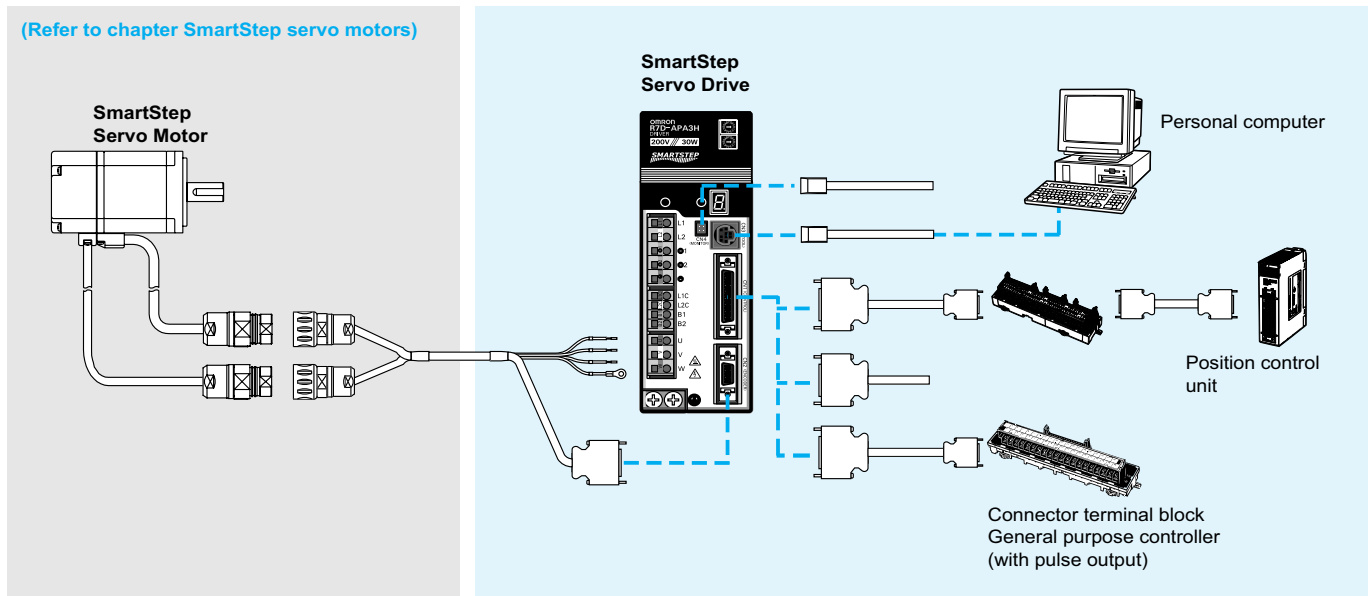 (Refer to chapter SmartStep servo motors)
SmartStep
Servo Motor
SmartStep
Servo Drive
OMRON
R7D-APA3H
DRIVER
200V 30W
SMARTSTEP
8
L1
L2
CN4
(MONITOR)
L1C
L2C
B1
B2
U
V
W
Personal computer
Position control
unit
Connector terminal block
General purpose controller
(with pulse output)